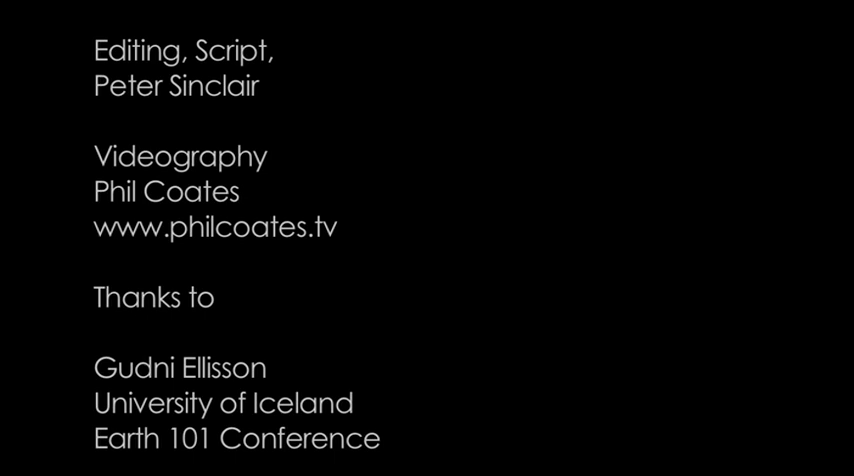 Editing, Script,
Peter Sinclair
Videography
Phil Coates
www.philcoates.tv
Thanks to
Gudni Ellisson
University of Iceland
Earth 101 Conference